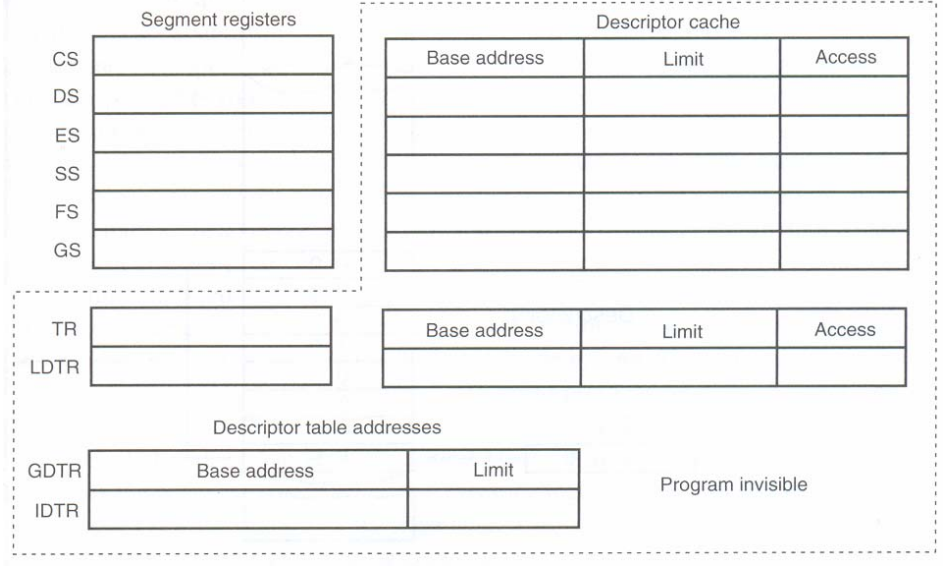 Segment registers
Descriptor cache
CS
Base address Limit Access
DS
ES
SS
FS
GS
TR
Base address Limit Access
LDTR
Descriptor table addresses
GDTR Base address Limit
IDTR
Program invisible